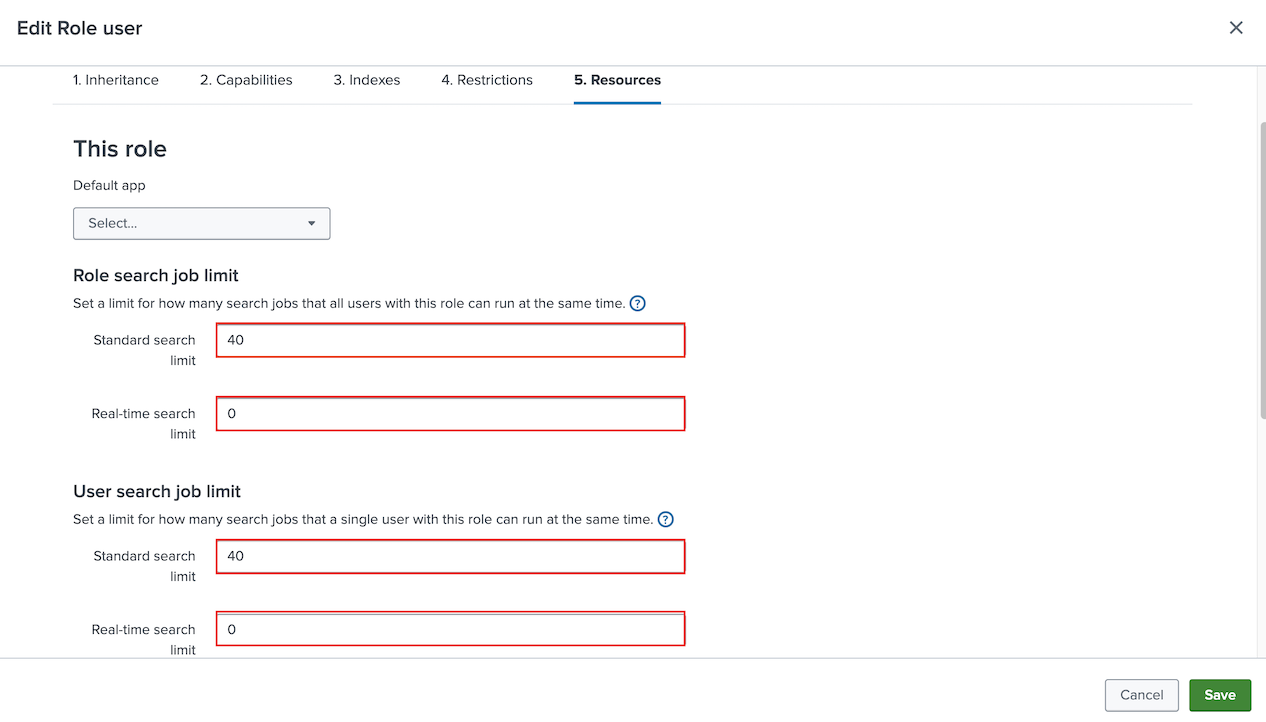 Edit Role user
1. Inheritance 2. Capabilities 3. Indexes 4. Restrictions 5. Resources
This role
Default app
Select...
Role search job limit
Set a limit for how many search jobs that all users with this role can run at the same time. ?
Standard search
limit
40
Real-time search
limit
0
User search job limit
Set a limit for how many search jobs that a single user with this role can run at the same time. ?
Standard search
limit
40
Real-time search
limit
0
Cancel Save